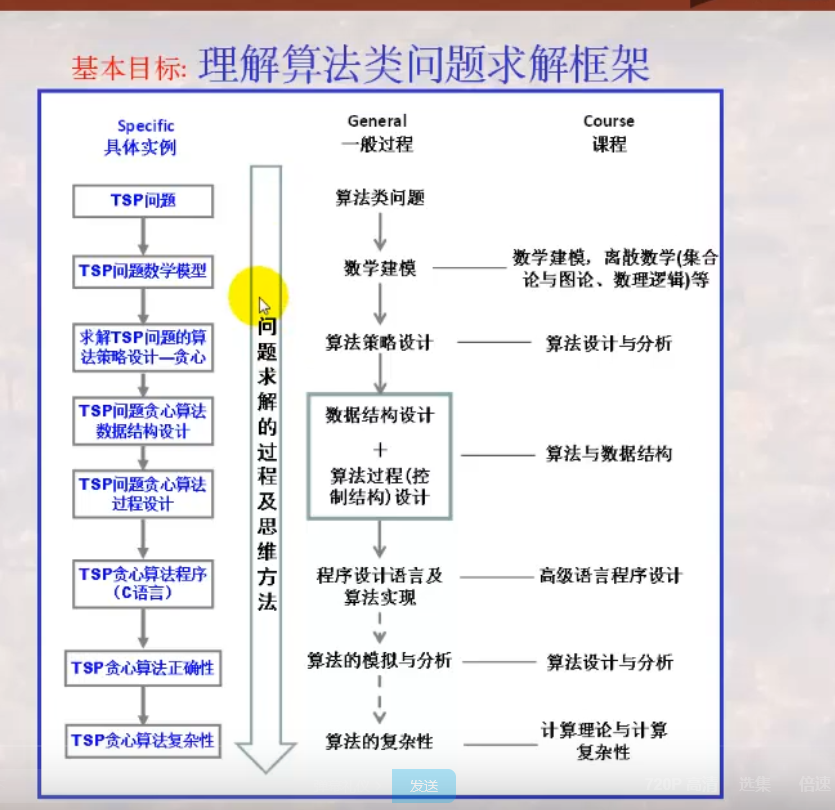 基本目标: 理解算法类问题求解框架
Specific
具体实例
General
一般过程
Course
课程
TSP问题
TSP问题数学模型
求解TSP问题的算
法策略设计—贪心
TSP问题贪心算法
数据结构设计
TSP问题贪心算法
过程设计
TSP贪心算法程序
（C语言）
TSP贪心算法正确性
TSP贪心算法复杂性
问题求解的过程及思维方法
算法类问题
数学建模
算法策略设计
数据结构设计
+
算法过程(控
制结构)设计
程序设计语言及
算法实现
算法的模拟与分析
算法的复杂性
数学建模，离散数学(集合
论与图论、数理逻辑)等
算法设计与分析
算法与数据结构
高级语言程序设计
算法设计与分析
计算理论与计算
复杂性
发送
720P
选集
倍速